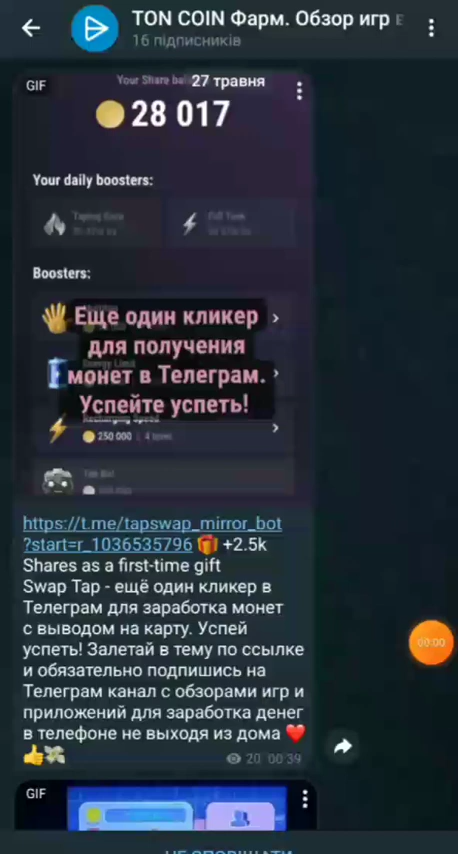 TON COIN Фарм. Обзор игр
16 підписників
GIF
Your Share
27 травня
28 017
Your daily boosters:
Boosters:
Еще один кликер
для получения
монет в Телеграм.
Успейте успеть!
Recharging Speed
250 000
https://t.me/tapswap_mirror_bot
?start=r_1036535796 🎁 +2.5k
Shares as a first-time gift
Swap Tap - ещё один кликер в
Телеграм для заработка монет
с выводом на карту. Успей
успеть! Залетай в тему по ссылке
и обязательно подпишись на
Телеграм канал с обзорами игр и
приложений для заработка денег
в телефоне не выходя из дома ❤️
👍💸
20 00:39
00:00
GIF